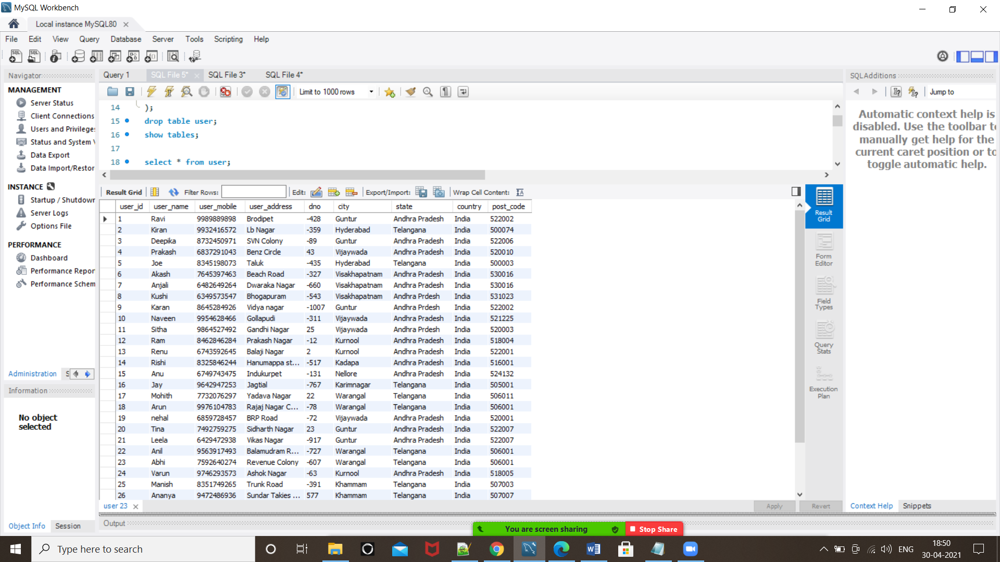 MySQL Workbench
Local instance MySQL80
File Edit View Query Database Server Tools Scripting Help
Navigator
MANAGEMENT
Server Status
Client Connections
Users and Privileges
Status and System V
Data Export
Data Import/Restor
INSTANCE
Startup / Shutdown
Server Logs
Options File
PERFORMANCE
Dashboard
Performance Repor
Performance Schem
Administration S
Information
No object
selected
Object Info Session
Query 1 SQL File 5* SQL File 3* SQL File 4*
Limit to 1000 rows
14 );
15 drop table user;
16 show tables;
17
18 select * from user;
Result Grid Filter Rows: Edit: Export/Import: Wrap Cell Content:
user_id user_name user_mobile user_address dno city state country post_code
1 Ravi 9989889898 Brodipet -428 Guntur Andhra Pradesh India 522002
2 Kiran 9932416572 Lb Nagar -359 Hyderabad Telangana India 500074
3 Deepika 8732450971 SVN Colony -89 Guntur Andhra Pradesh India 522006
4 Prakash 6837291043 Benz Circle 43 Vijaywada Andhra Pradesh India 520010
5 Joe 8345198073 Taluk -435 Hyderabad Telangana India 500003
6 Akash 7645397463 Beach Road -327 Visakhapatnam Andhra Pradesh India 530016
7 Anjali 6482649264 Dwaraka Nagar -660 Visakhapatnam Andhra Pradesh India 530016
8 Kushi 6349573547 Bhogapuram -543 Visakhapatnam Andhra Prdesh India 531023
9 Karan 8645284926 Vidya nagar -1007 Guntur Andhra Prdesh India 522002
10 Naveen 9954628466 Gollapudi -311 Vijaywada Andhra Pradesh India 521225
11 Sitha 9864527492 Gandhi Nagar 25 Vijaywada Andhra Prdesh India 520003
12 Ram 8462846284 Prakash Nagar -12 Kurnool Andhra Pradesh India 518004
13 Renu 6743592645 Balaji Nagar 2 Kurnool Andhra Pradesh India 522001
14 Rishi 8325846244 Hanumappa st... -517 Kadapa Andhra Pradesh India 516001
15 Anu 6749743475 Indukurpet -131 Nellore Andhra Pradesh India 524132
16 Jay 9642947253 Jagtial -767 Karimnagar Telangana India 505001
17 Mohith 7732076297 Yadava Nagar 22 Warangal Telangana India 506011
18 Arun 9976104783 Rajaj Nagar C... -78 Warangal Telangana India 506001
19 nehal 6859728457 BRP Road -72 Vijaywada Andhra Pradesh India 520001
20 Tina 7492759275 Sidharth Nagar 23 Guntur Andhra Pradesh India 522007
21 Leela 6429472938 Vikas Nagar -917 Guntur Andhra Pradesh India 522007
22 Anil 9563917493 Balamudram R... -727 Warangal Telangana India 506001
23 Abhi 7592640274 Revenue Colony -607 Warangal Telangana India 506001
24 Varun 9746293573 Ashok Nagar -63 Kurnool Andhra Pradesh India 518005
25 Manish 8351749265 Trunk Road -391 Khammam Telangana India 507003
26 Ananya 9472486936 Sundar Takies ... 577 Khammam Telangana India 507007
user 23
Apply Revert
Output
Result
Grid
Form
Editor
Field
Types
Query
Stats
Execution
Plan
SQLAdditions
Jump to
Automatic context help is
disabled. Use the toolbar to
manually get help for the
current caret position or to
toggle automatic help.
Context Help Snippets
You are screen sharing Stop Share
Type here to search
ENG
18:50
30-04-2021